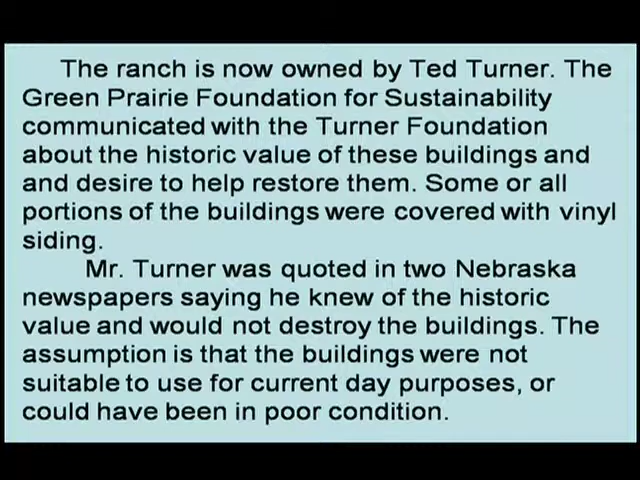 The ranch is now owned by Ted Turner. The
Green Prairie Foundation for Sustainability
communicated with the Turner Foundation
about the historic value of these buildings and
and desire to help restore them. Some or all
portions of the buildings were covered with vinyl
siding.
Mr. Turner was quoted in two Nebraska
newspapers saying he knew of the historic
value and would not destroy the buildings. The
assumption is that the buildings were not
suitable to use for current day purposes, or
could have been in poor condition.